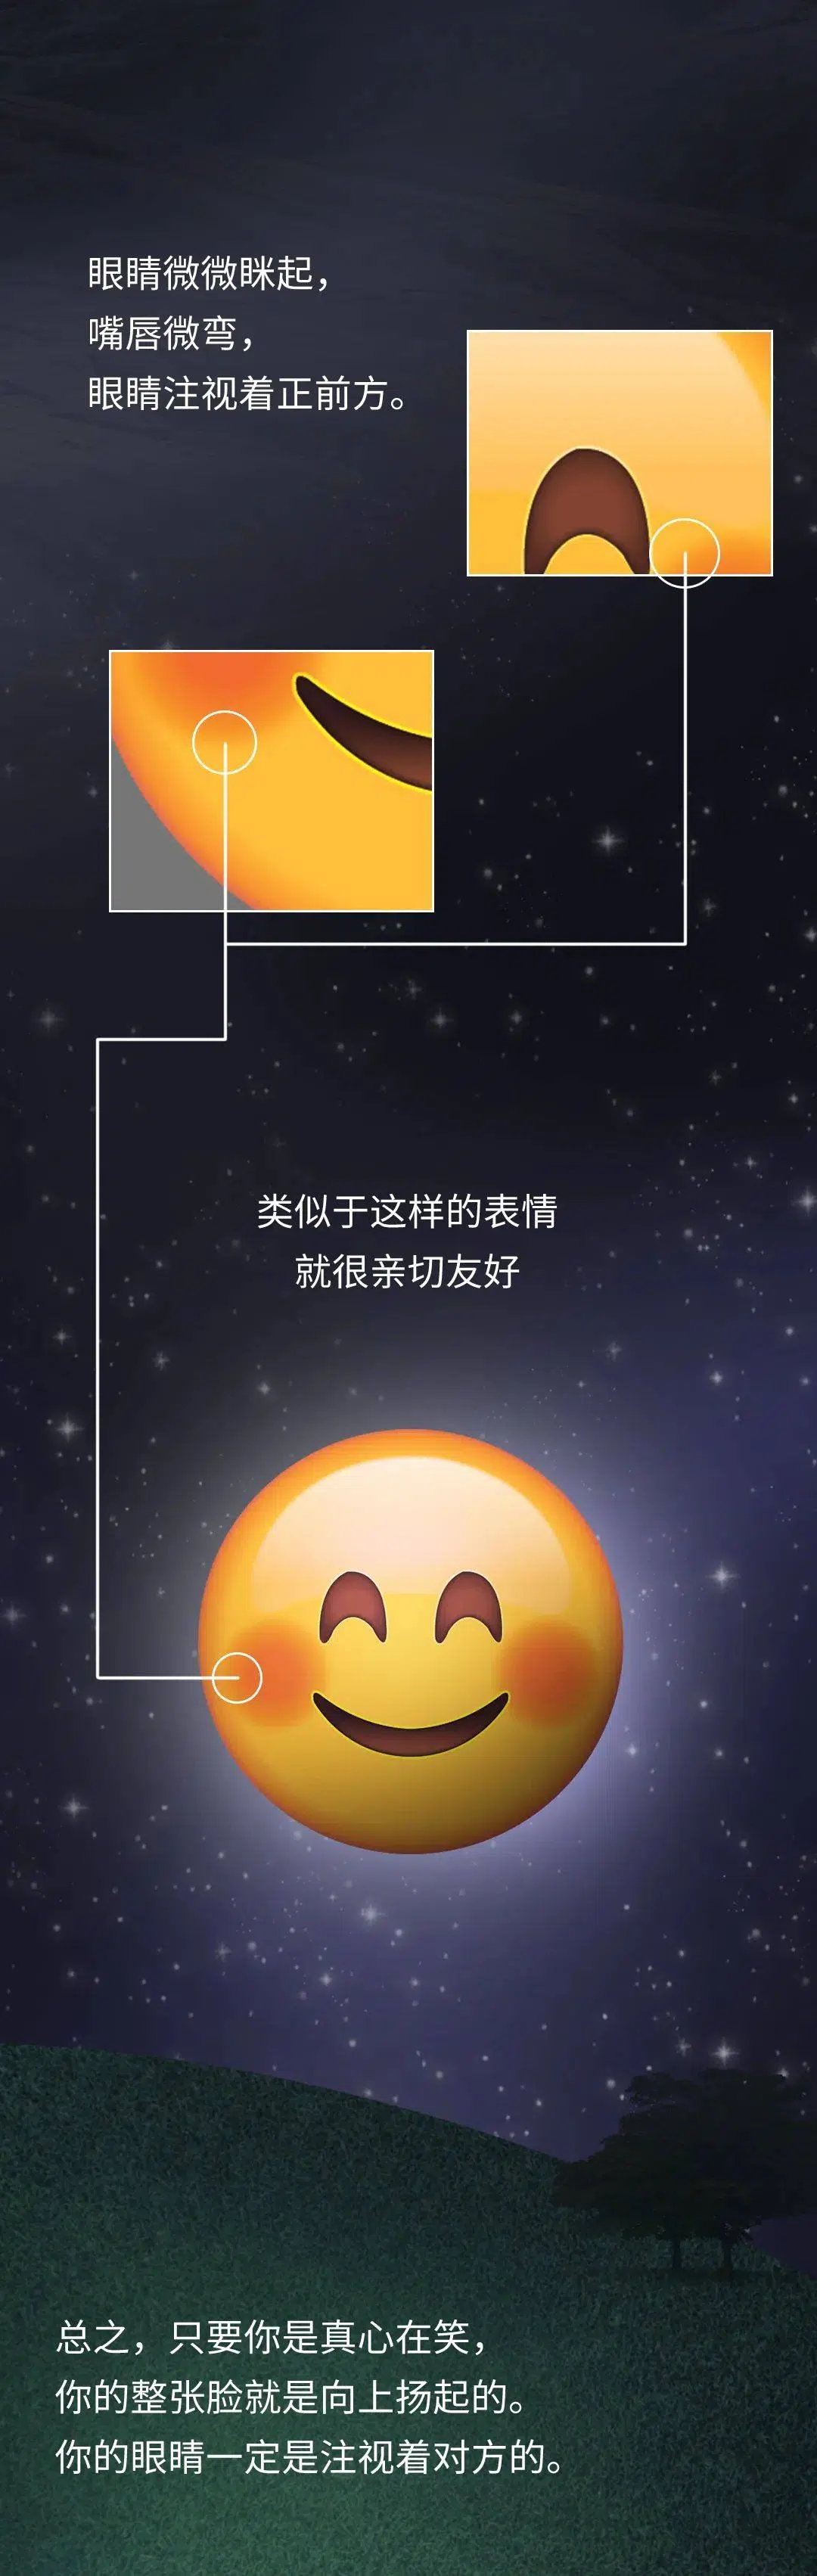 眼睛微微眯起，
嘴唇微弯，
眼睛注视着正前方。
类似于这样的表情
就很亲切友好
总之，只要你是真心在笑，
你的整张脸就是向上扬起的。
你的眼睛一定是注视着对方的。